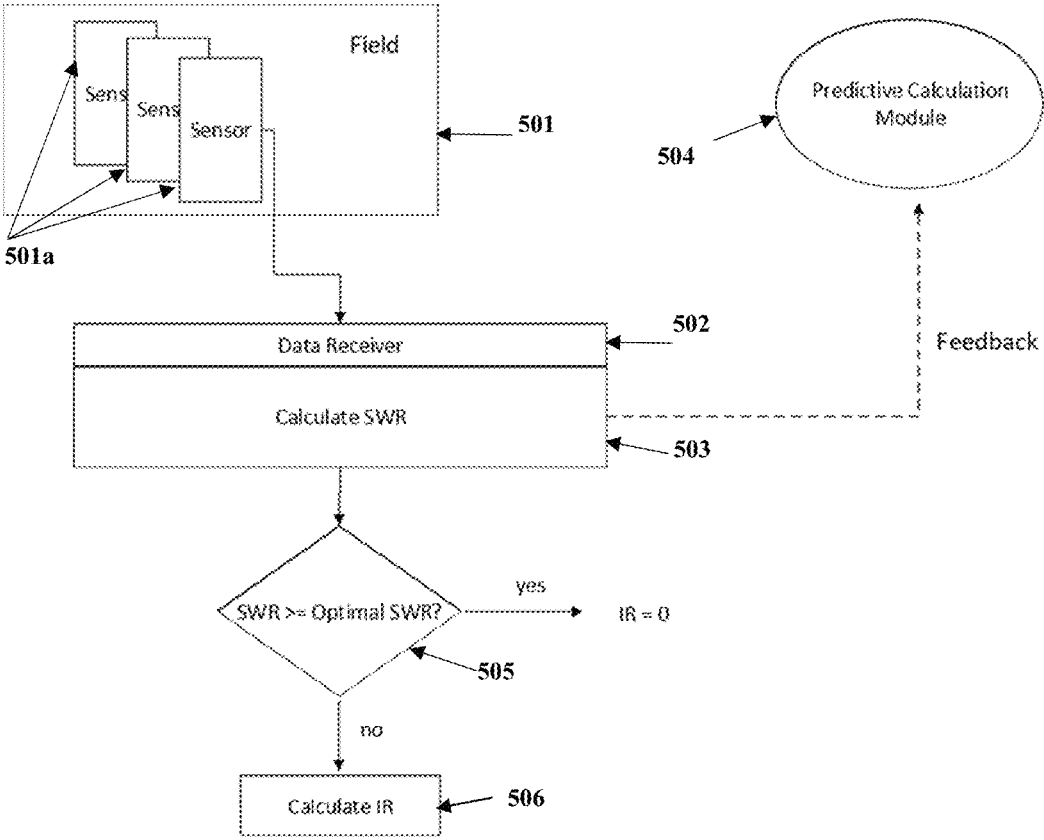 Field
Sens
Sens
Sensor
501
501a
Predictive Calculation
Module
504
502
Data Receiver
Feedback
Calculate SWR
503
yes
SWR >= Optimal SWR?
IR = 0
505
no
Calculate IR
506